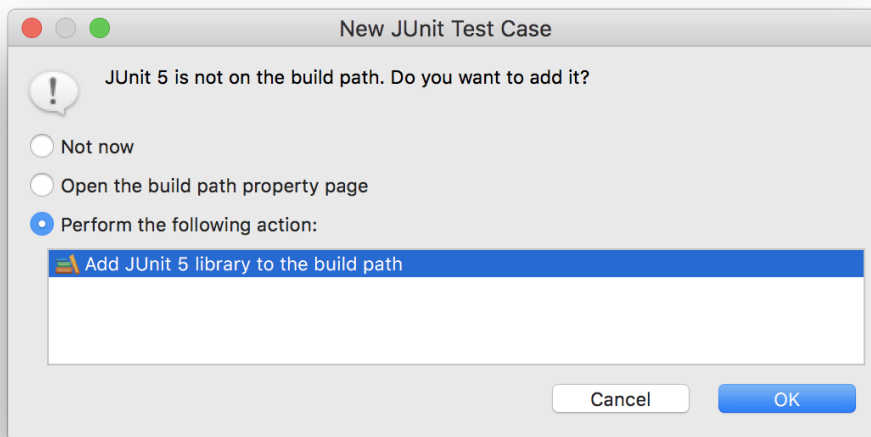 New JUnit Test Case
JUnit 5 is not on the build path. Do you want to add it?
Not now
Open the build path property page
Perform the following action:
Add JUnit 5 library to the build path
Cancel OK